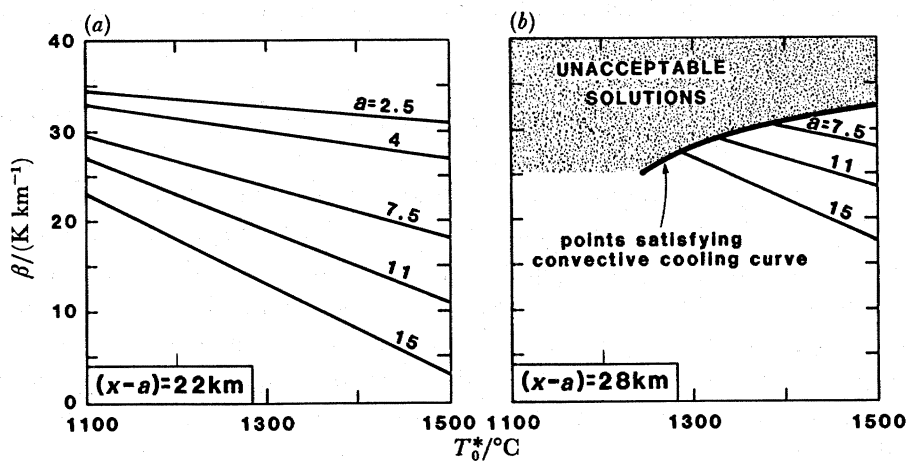 (a)
(b)
40
30
20
10
0
β/(K km⁻¹)
a=2.5
4
7.5
11
15
(x-a)=22km
1100
1300
1500
UNACCEPTABLE
SOLUTIONS
a=7.5
11
15
points satisfying
convective cooling curve
(x-a)=28km
1100
1300
1500
T₀*/°C